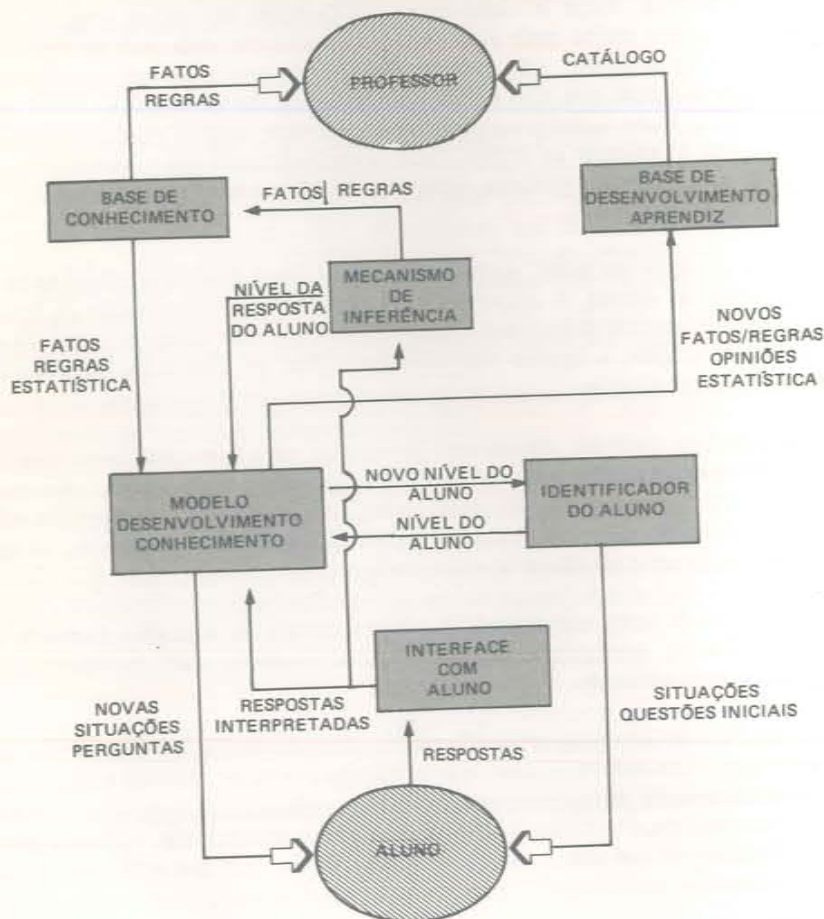 FATOS
REGRAS
PROFESSOR
CATÁLOGO
BASE DE
CONHECIMENTO
FATOS REGRAS
BASE DE
DESENVOLVIMENTO
APRENDIZ
MECANISMO
DE
INFERÊNCIA
NÍVEL DA
RESPOSTA
DO ALUNO
FATOS
REGRAS
ESTATÍSTICA
NOVOS
FATOS/REGRAS
OPINIÕES
ESTATÍSTICA
MODELO
DESENVOLVIMENTO
CONHECIMENTO
NOVO NÍVEL DO
ALUNO
NÍVEL DO
ALUNO
IDENTIFICADOR
DO ALUNO
INTERFACE
COM
ALUNO
NOVAS
SITUAÇÕES
PERGUNTAS
RESPOSTAS
INTERPRETADAS
RESPOSTAS
SITUAÇÕES
QUESTÕES INICIAIS
ALUNO